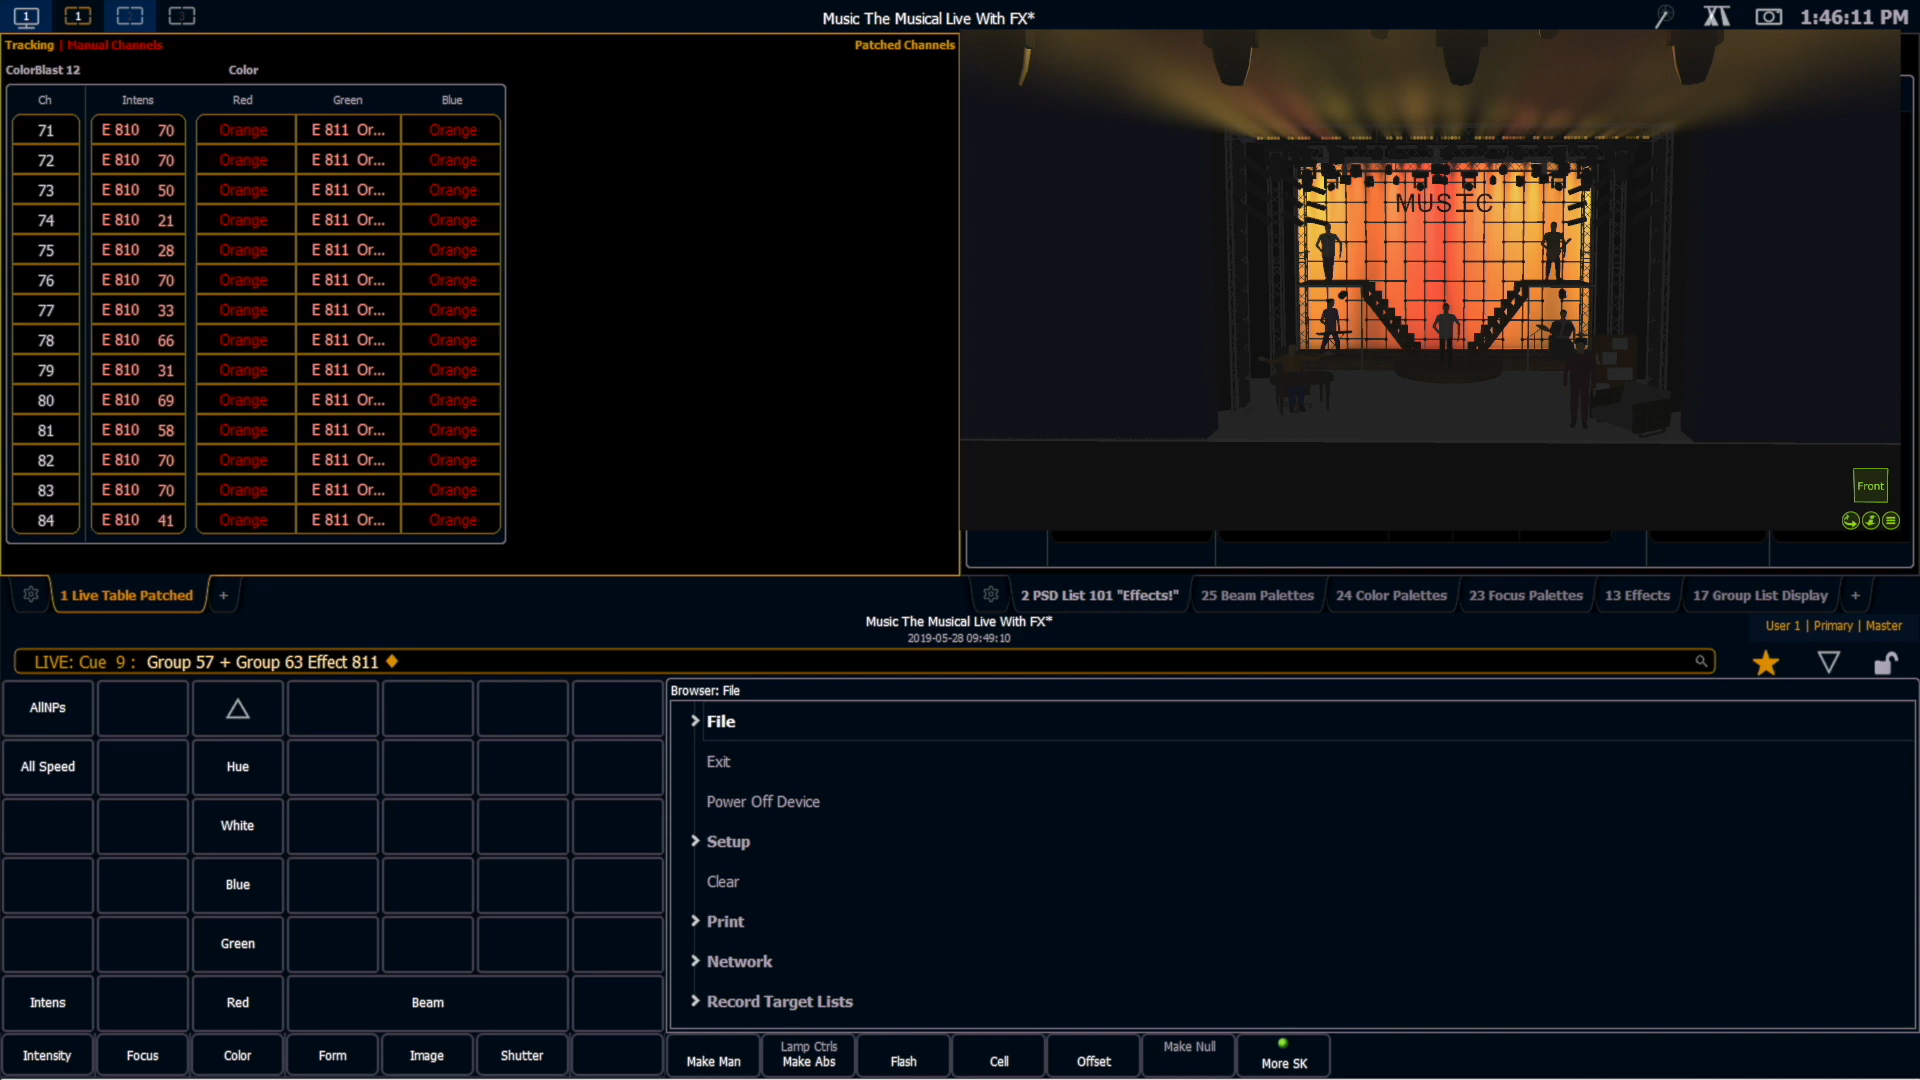 1 1 2 3 Music The Musical Live With FX* 1:46:11 PM
Tracking | Manual Channels Patched Channels
ColorBlast 12 Color
Ch Intens Red Green Blue
71 E 810 70 Orange E 811 Or... Orange
72 E 810 70 Orange E 811 Or... Orange
73 E 810 50 Orange E 811 Or... Orange
74 E 810 21 Orange E 811 Or... Orange
75 E 810 28 Orange E 811 Or... Orange
76 E 810 70 Orange E 811 Or... Orange
77 E 810 33 Orange E 811 Or... Orange
78 E 810 66 Orange E 811 Or... Orange
79 E 810 31 Orange E 811 Or... Orange
80 E 810 69 Orange E 811 Or... Orange
81 E 810 58 Orange E 811 Or... Orange
82 E 810 70 Orange E 811 Or... Orange
83 E 810 70 Orange E 811 Or... Orange
84 E 810 41 Orange E 811 Or... Orange
MUSIC
Front
1 Live Table Patched +
2 PSD List 101 "Effects!" 25 Beam Palettes 24 Color Palettes 23 Focus Palettes 13 Effects 17 Group List Display +
Music The Musical Live With FX*
2019-05-28 09:49:10
User 1 | Primary | Master
LIVE: Cue 9 : Group 57 + Group 63 Effect 811
AllNPs
All Speed Hue
White
Blue
Green
Intens Red Beam
Intensity Focus Color Form Image Shutter
Browser: File
File
Exit
Power Off Device
Setup
Clear
Print
Network
Record Target Lists
Make Man
Lamp Ctrls
Make Abs
Flash
Cell
Offset
Make Null
More SK